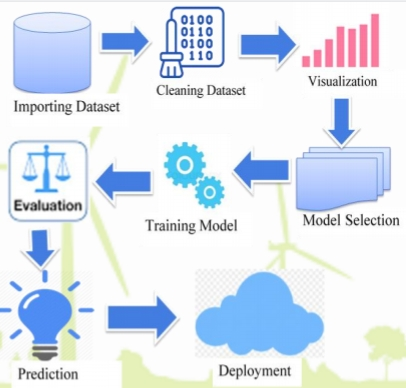 0100
0110
0100
110
Importing Dataset
Cleaning Dataset
Visualization
Model Selection
Training Model
Evaluation
Prediction
Deployment